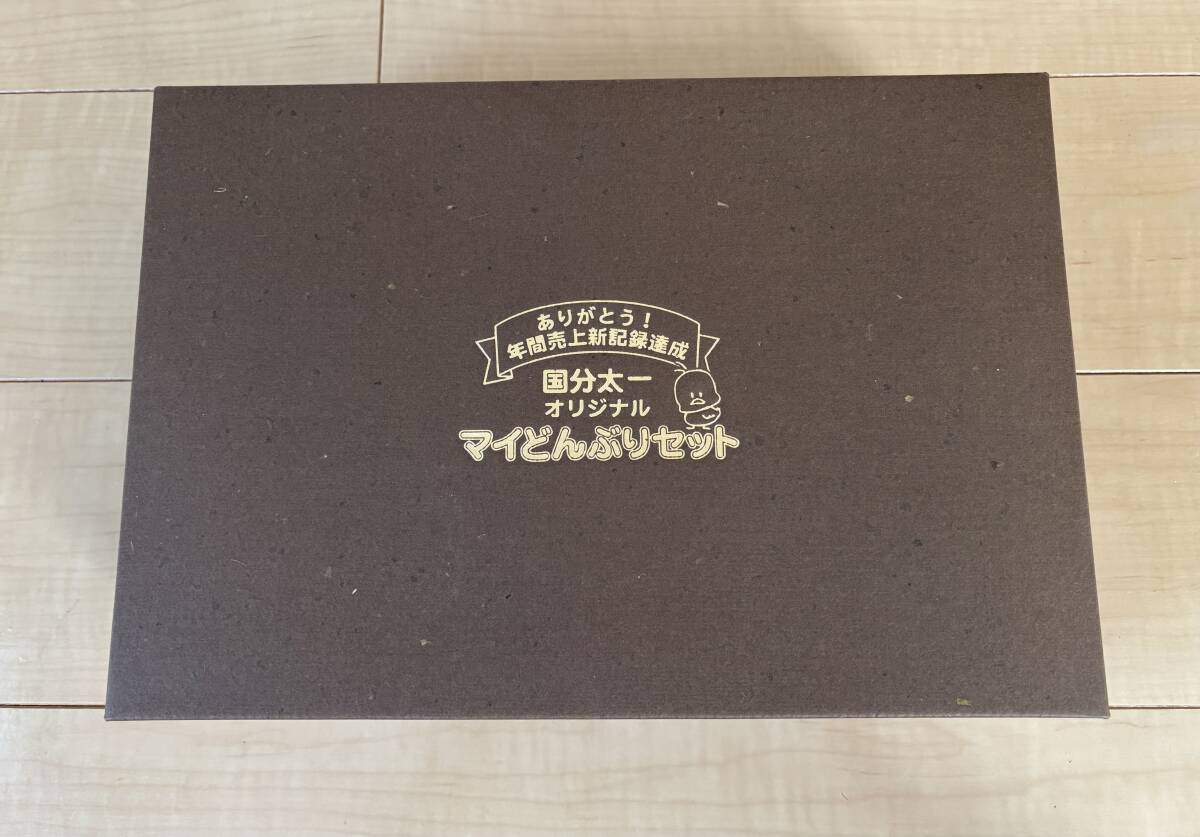 ありがとう！
年間売上新記録達成
国分太一
オリジナル
マイどんぶりセット